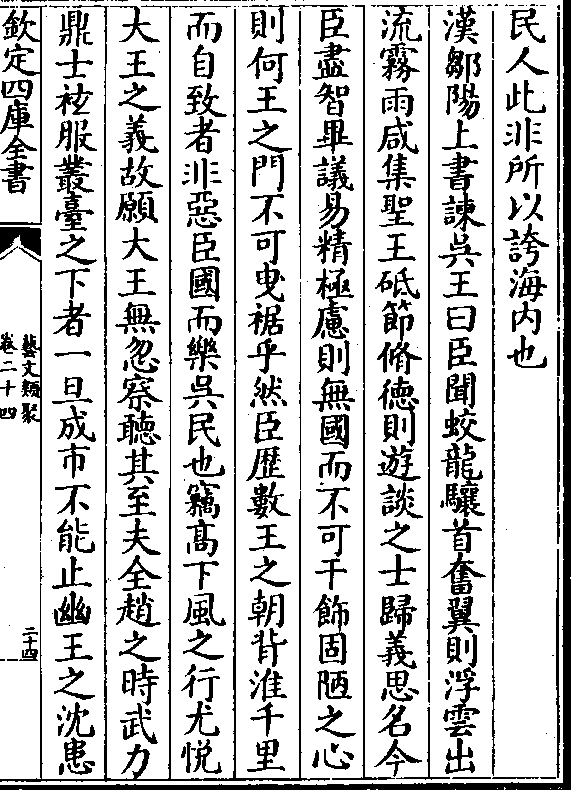 民人此非所以誇海内也
漢鄒陽上書諫吳王曰臣聞蛟龍驤首奮翼則浮雲出
流霧雨咸集聖王砥節脩德則遊談之士歸義思名今
臣盡智畢議易精極慮則無國而不可干飾固陋之心
則何王之門不可曵裾乎然臣歴數王之朝背淮千里
而自致者非惡臣國而樂吳民也竊髙下風之行尤悅
大王之義故願大王無忽察聽其至夫全趙之時武力
鼎士袨服叢臺之下者一旦成市不能止幽王之沈患
欽定四庫全書
藝文類聚
卷二十四
二十四